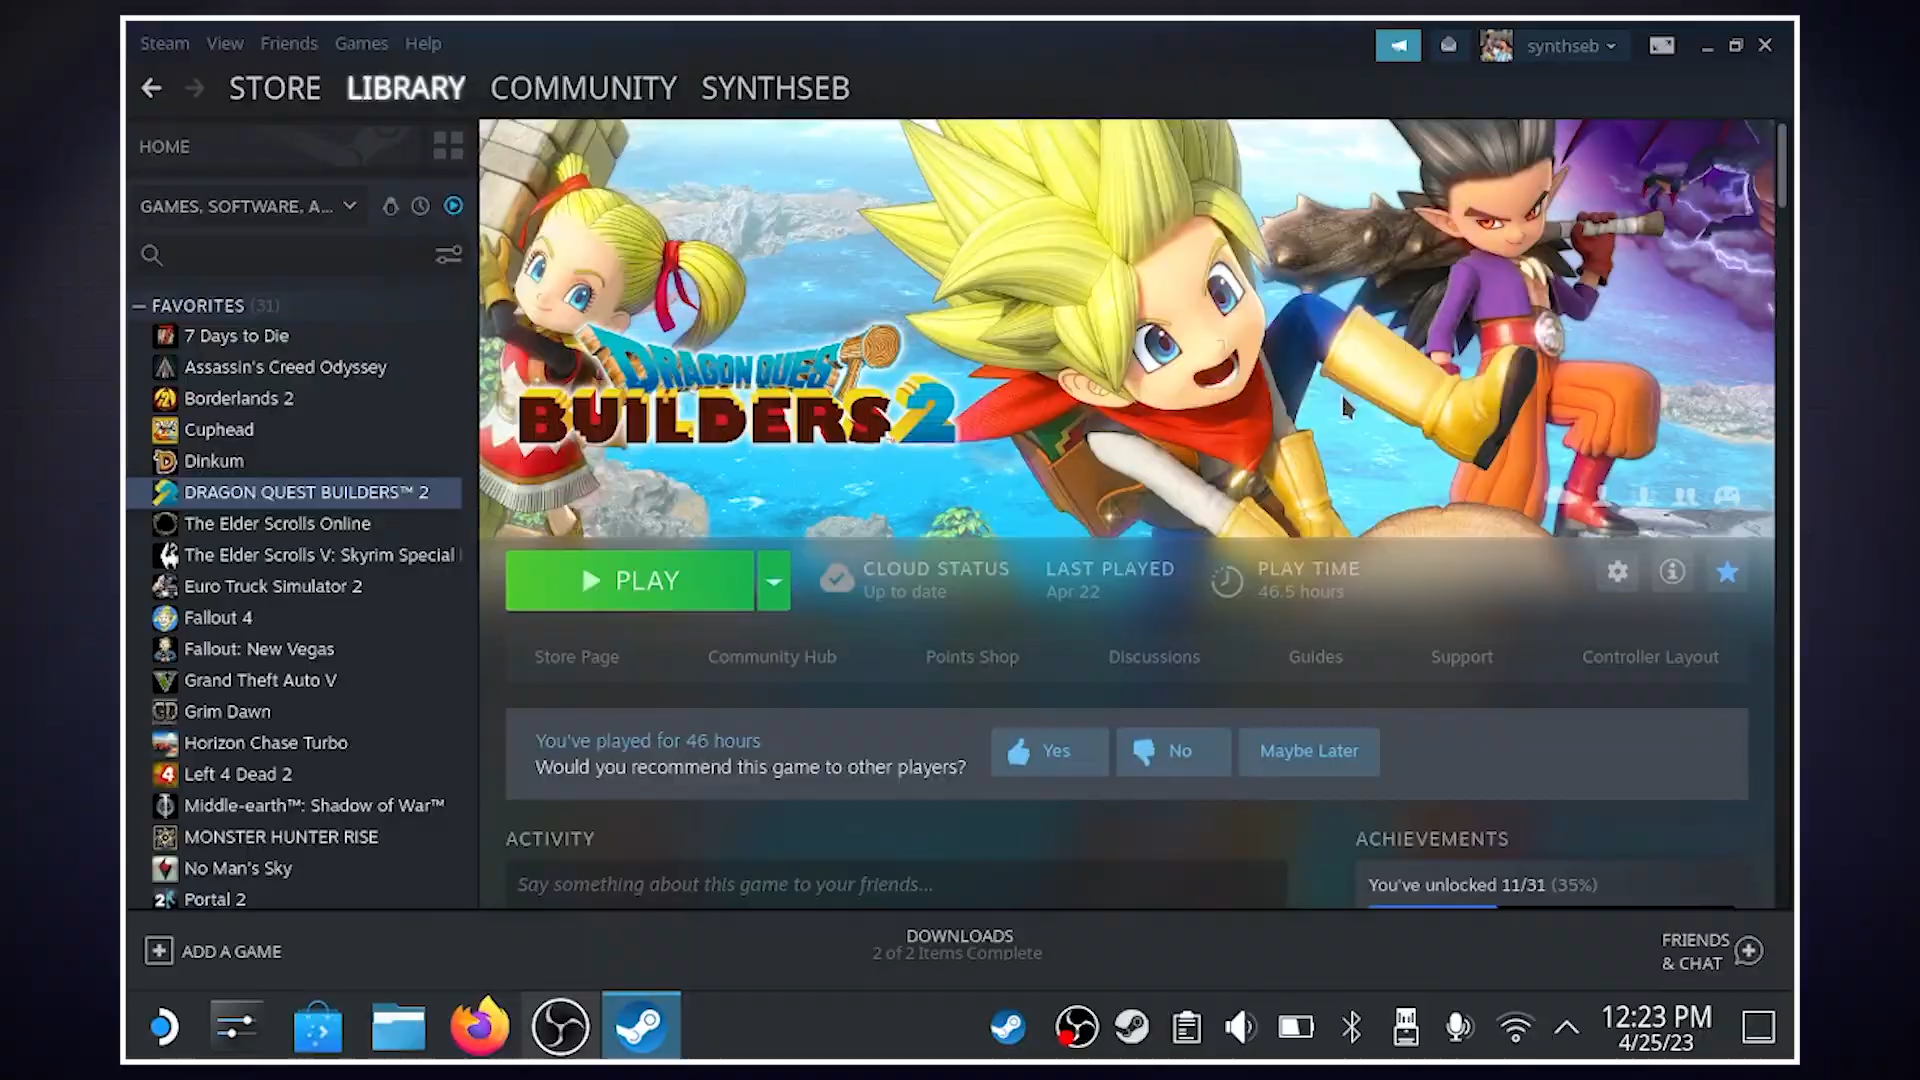 Steam View Friends Games Help
synthseb
STORE LIBRARY COMMUNITY SYNTHSEB
HOME
GAMES, SOFTWARE, A...
FAVORITES (31)
7 Days to Die
Assassin's Creed Odyssey
Borderlands 2
Cuphead
Dinkum
DRAGON QUEST BUILDERS™ 2
The Elder Scrolls Online
The Elder Scrolls V: Skyrim Special
Euro Truck Simulator 2
Fallout 4
Fallout: New Vegas
Grand Theft Auto V
Grim Dawn
Horizon Chase Turbo
Left 4 Dead 2
Middle-earth™: Shadow of War™
MONSTER HUNTER RISE
No Man's Sky
Portal 2
DRAGON QUEST
BUILDERS 2
PLAY
CLOUD STATUS
Up to date
LAST PLAYED
Apr 22
PLAY TIME
46.5 hours
Store Page Community Hub Points Shop Discussions Guides Support Controller Layout
You've played for 46 hours
Would you recommend this game to other players?
Yes No Maybe Later
ACTIVITY
Say something about this game to your friends...
ACHIEVEMENTS
You've unlocked 11/31 (35%)
ADD A GAME
DOWNLOADS
2 of 2 Items Complete
FRIENDS
& CHAT
12:23 PM
4/25/23